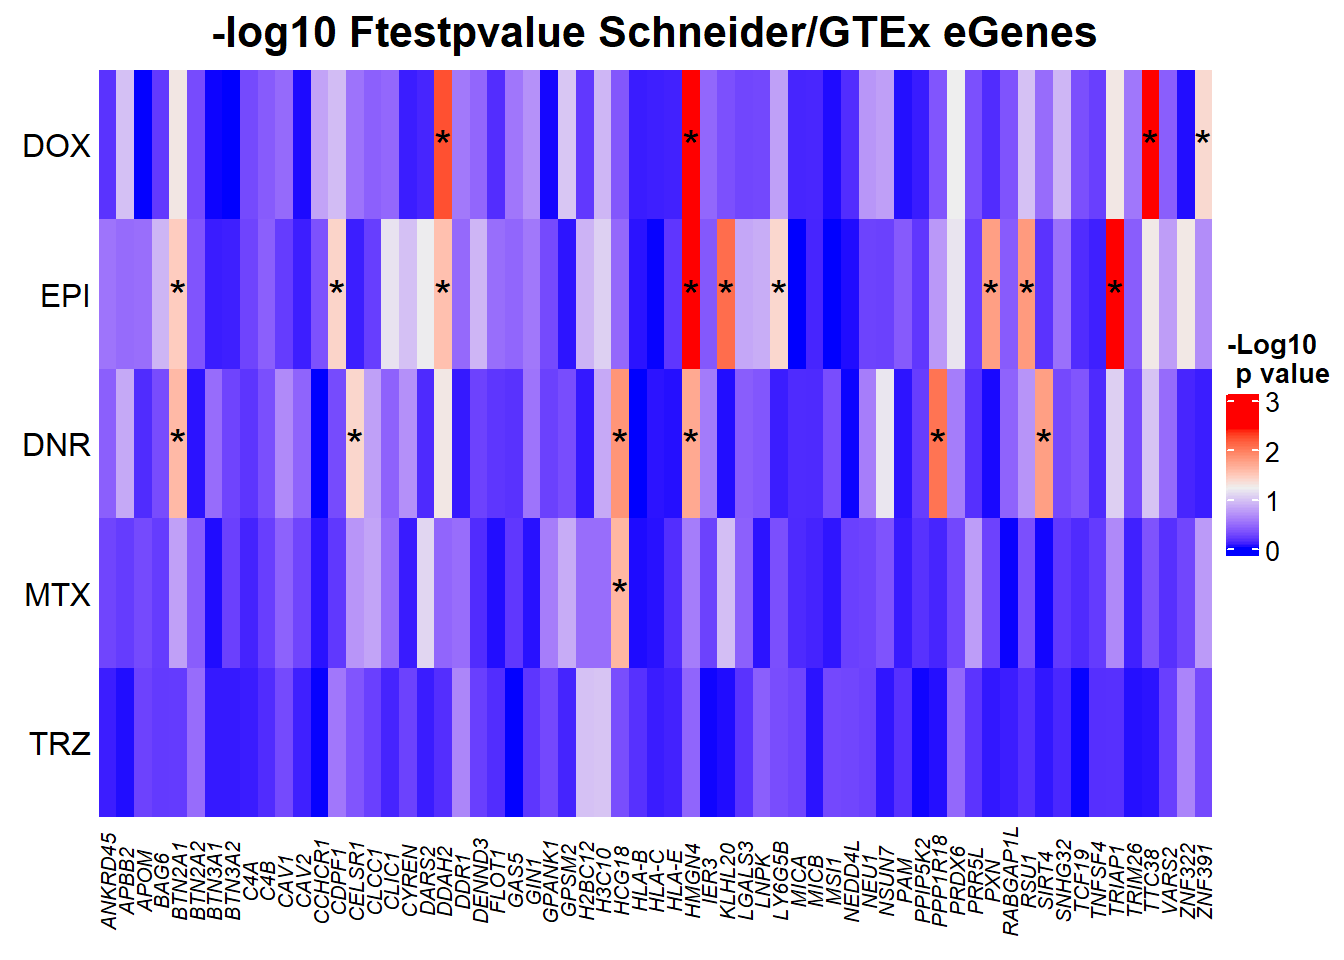 -log10 Ftestpvalue Schneider/GTEx eGenes
DOX
* * * *
EPI
* * * * * * * * *
DNR
* * * * * *
MTX
*
TRZ
-Log10
p value
3
2
1
0
ANKRD45
APBB2
APOM
BAG6
BTN2A1
BTN2A2
BTN3A1
BTN3A2
C4A
C4B
CAV1
CAV2
CCHCR1
CDPF1
CELSR1
CLCC1
CLIC1
CYREN
DARS2
DDAH2
DDR1
DENND3
FLOT1
GAS5
GIN1
GPANK1
GPSM2
H2BC12
H3C10
HCG18
HLA-B
HLA-C
HLA-E
HMGN4
IER3
KLHL20
LGALS3
LNPK
LY6G5B
MICA
MICB
MSI1
NEDD4L
NEU1
NSUN7
PAM
PPIP5K2
PPP1R18
PRDX6
PRR5L
PXN
RABGAP1L
RSU1
SIRT4
SNHG32
TCF19
TNFSF4
TRIAP1
TRIM26
TTC38
VARS2
ZNF322
ZNF391